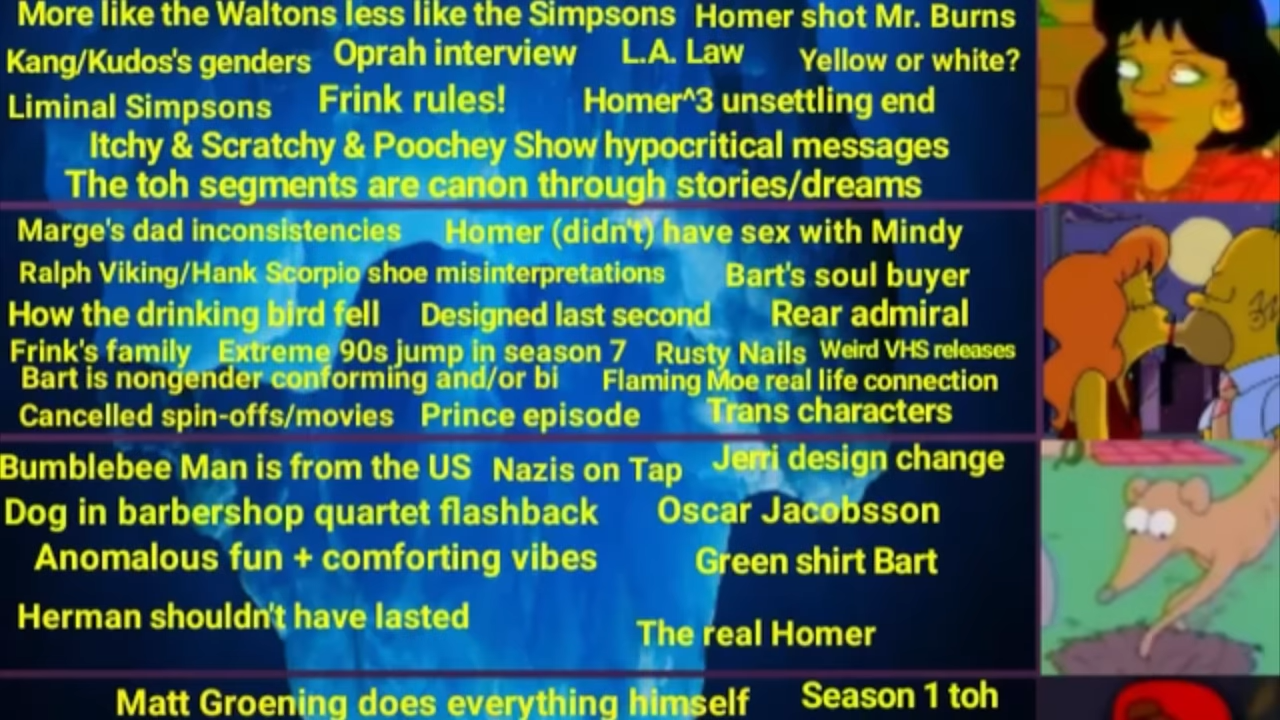 More like the Waltons less like the Simpsons Homer shot Mr. Burns
Kang/Kudos's genders Oprah interview L.A. Law Yellow or white?
Liminal Simpsons Frink rules! Homer^3 unsettling end
Itchy & Scratchy & Poochey Show hypocritical messages
The toh segments are canon through stories/dreams
Marge's dad inconsistencies Homer (didn't) have sex with Mindy
Ralph Viking/Hank Scorpio shoe misinterpretations Bart's soul buyer
How the drinking bird fell Designed last second Rear admiral
Frink's family Extreme 90s jump in season 7 Rusty Nails Weird VHS releases
Bart is nongender conforming and/or bi Flaming Moe real life connection
Cancelled spin-offs/movies Prince episode Trans characters
Bumblebee Man is from the US Nazis on Tap Jerri design change
Dog in barbershop quartet flashback Oscar Jacobsson
Anomalous fun + comforting vibes Green shirt Bart
Herman shouldn't have lasted The real Homer
Matt Groening does everything himself Season 1 toh